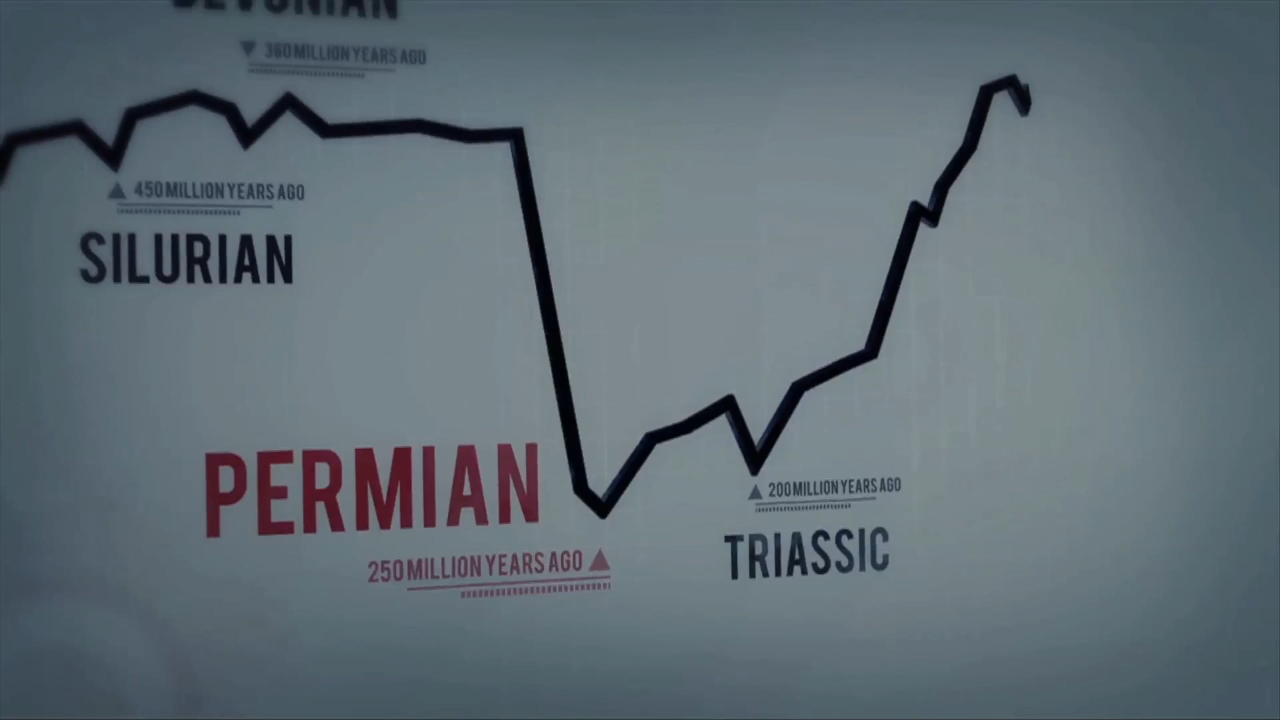 DEVONIAN
360 MILLION YEARS AGO
450 MILLION YEARS AGO
SILURIAN
PERMIAN
250 MILLION YEARS AGO
200 MILLION YEARS AGO
TRIASSIC